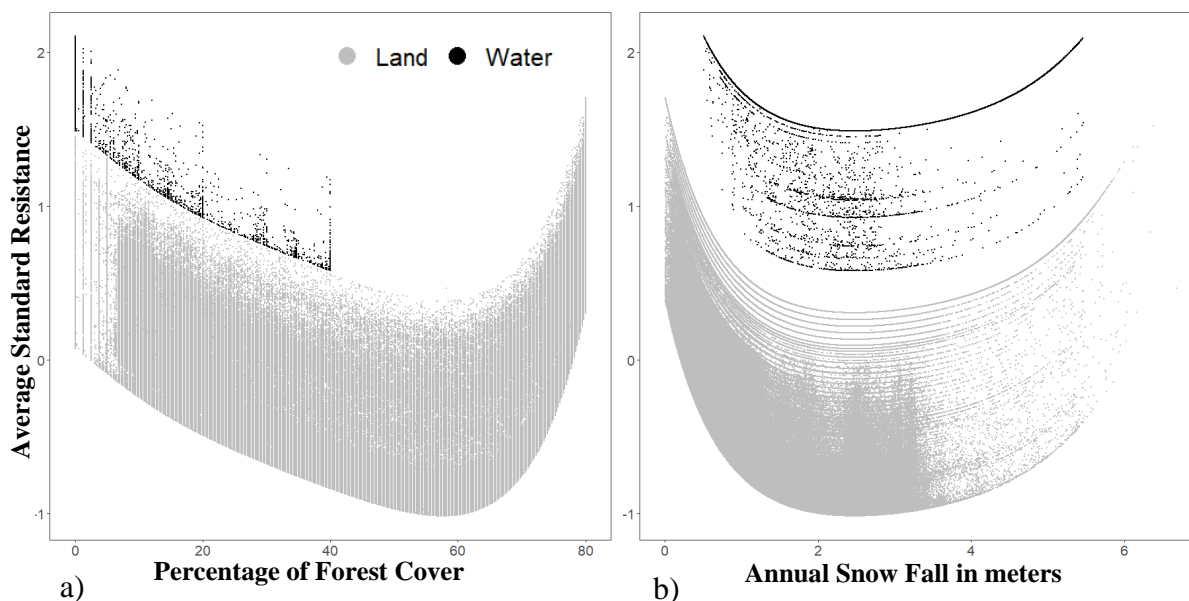 Average Standard Resistance
2
1
0
-1
Land Water
0 20 40 60 80
a) Percentage of Forest Cover
2
1
0
-1
0 2 4 6
b) Annual Snow Fall in meters